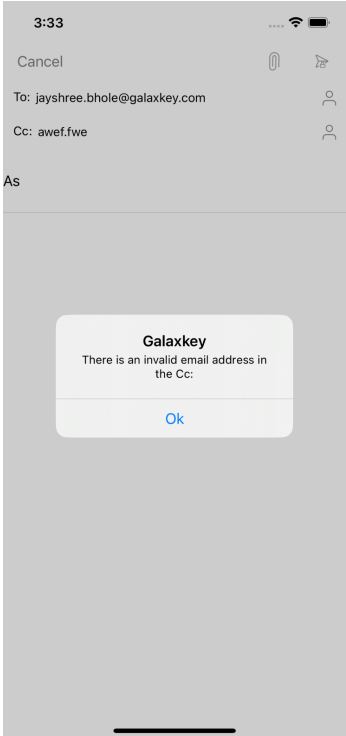 3:33
Cancel
To: jayshree.bhole@galaxkey.com
Cc: awef.fwe
As
Galaxkey
There is an invalid email address in
the Cc:
Ok